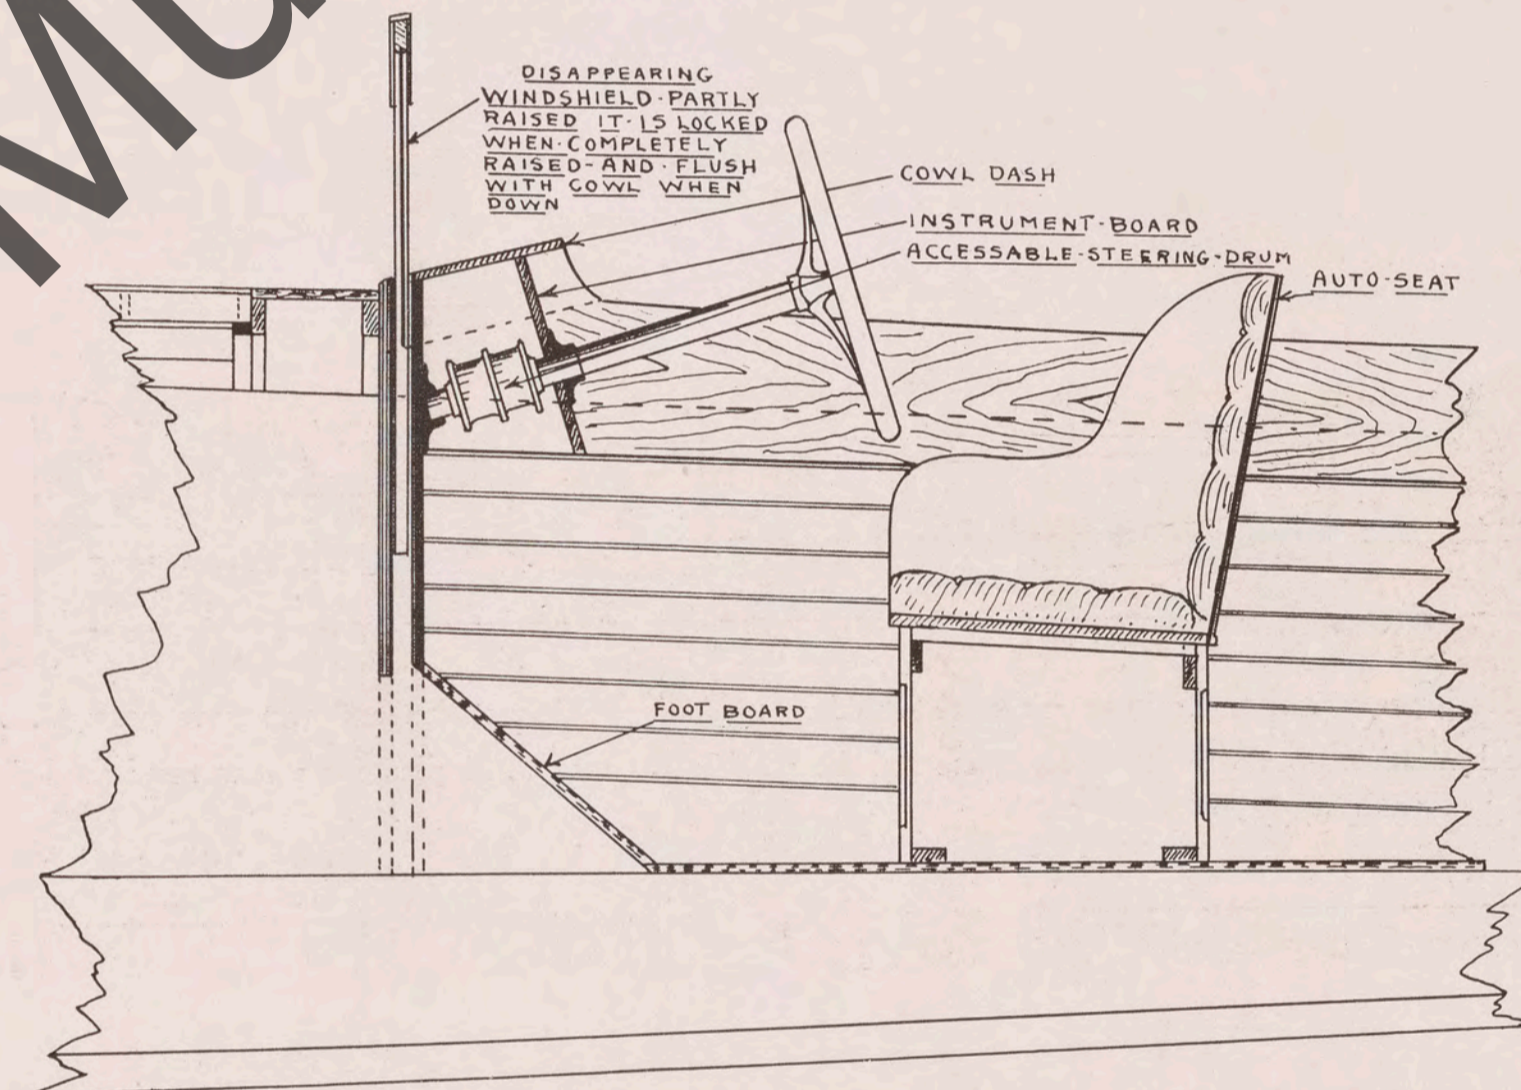 Mu
DISAPPEARING
WINDSHIELD·PARTLY
RAISED IT·IS LOCKED
WHEN·COMPLETELY
RAISED-AND·FLUSH
WITH COWL WHEN
DOWN
COWL DASH
INSTRUMENT·BOARD
ACCESSABLE·STEERING·DRUM
AUTO·SEAT
FOOT BOARD